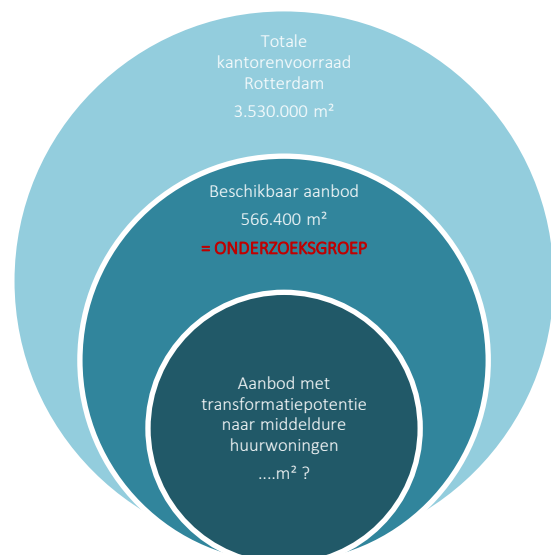 Totale
kantorenvoorraad
Rotterdam
3.530.000 m²
Beschikbaar aanbod
566.400 m²
= ONDERZOEKSGROEP
Aanbod met
transformatiepotentie
naar middeldure
huurwoningen
....m² ?